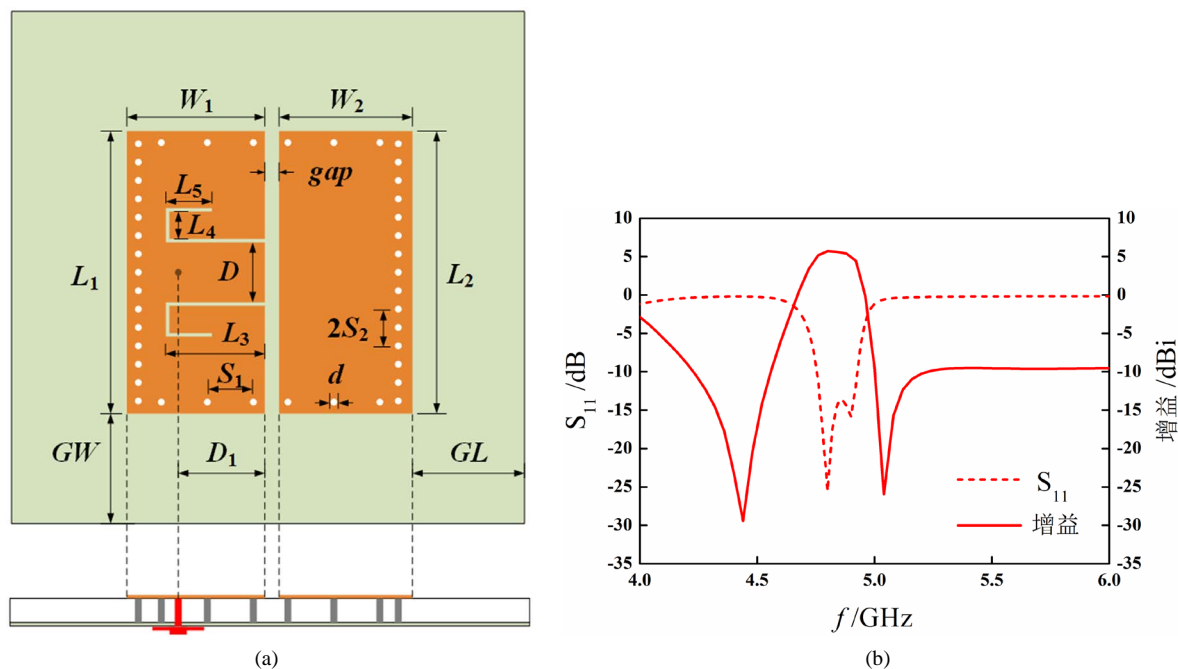 W₁ W₂
gap
L₅
L₄
L₁ D L₂
L₃ 2S₂
S₁ d
GW D₁ GL
(a)
10 10
5 5
0 0
-5 -5
-10 -10
-15 -15
-20 -20
-25 -25
-30 -30
-35 -35
4.0 4.5 5.0 5.5 6.0
S₁₁ /dB
增益 /dBi
S₁₁
增益
f /GHz
(b)